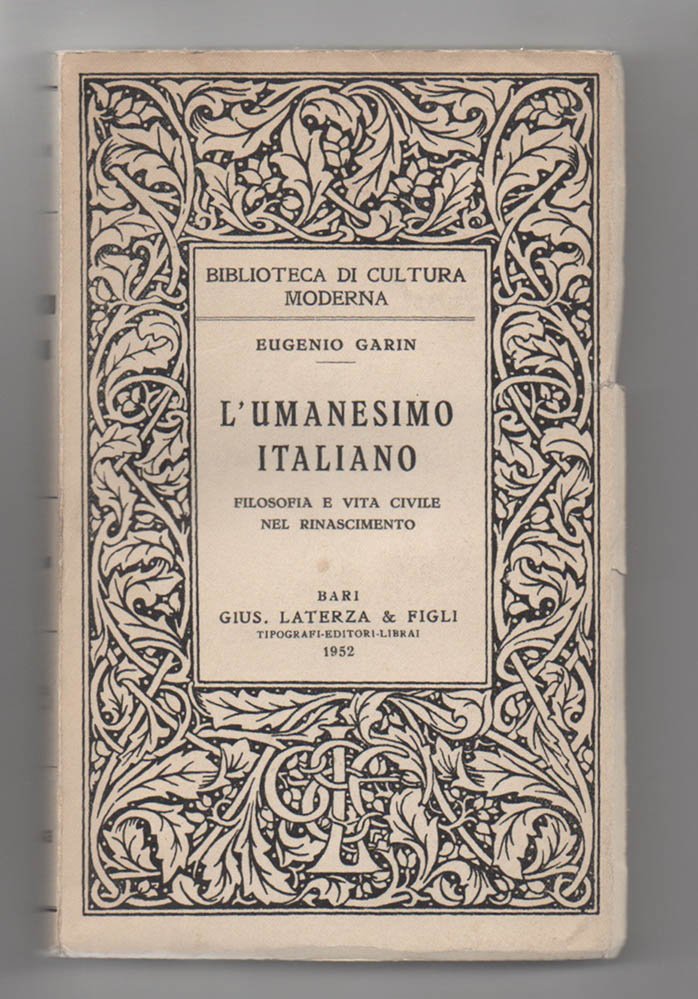 BIBLIOTECA DI CULTURA
MODERNA
EUGENIO GARIN
L'UMANESIMO
ITALIANO
FILOSOFIA E VITA CIVILE
NEL RINASCIMENTO
BARI
GIUS. LATERZA & FIGLI
TIPOGRAFI-EDITORI-LIBRAI
1952